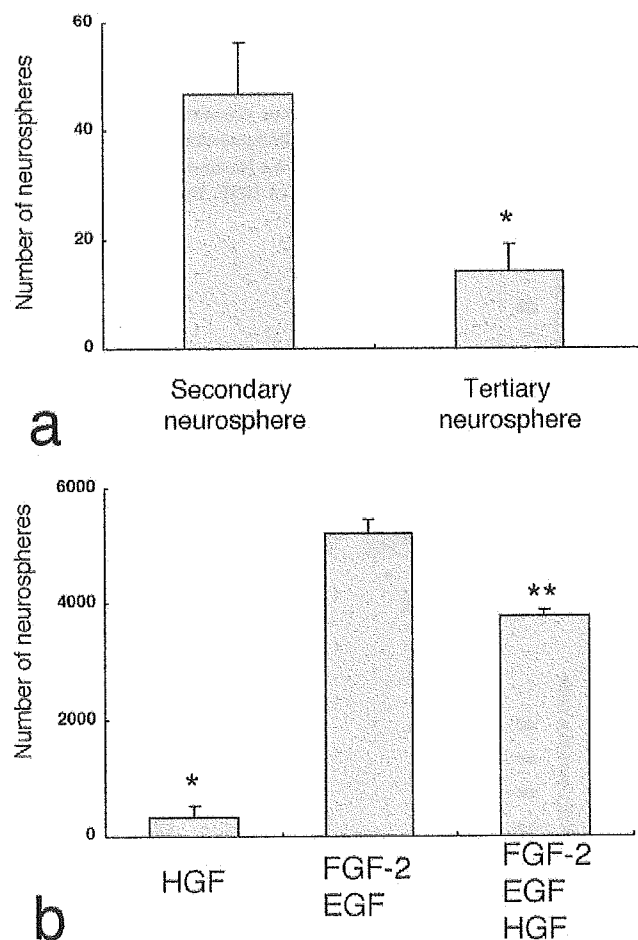 60
40
20
0
Number of neurospheres
*
Secondary
neurosphere
Tertiary
neurosphere
a
6000
4000
2000
0
Number of neurospheres
*
**
HGF
FGF-2
EGF
FGF-2
EGF
HGF
b